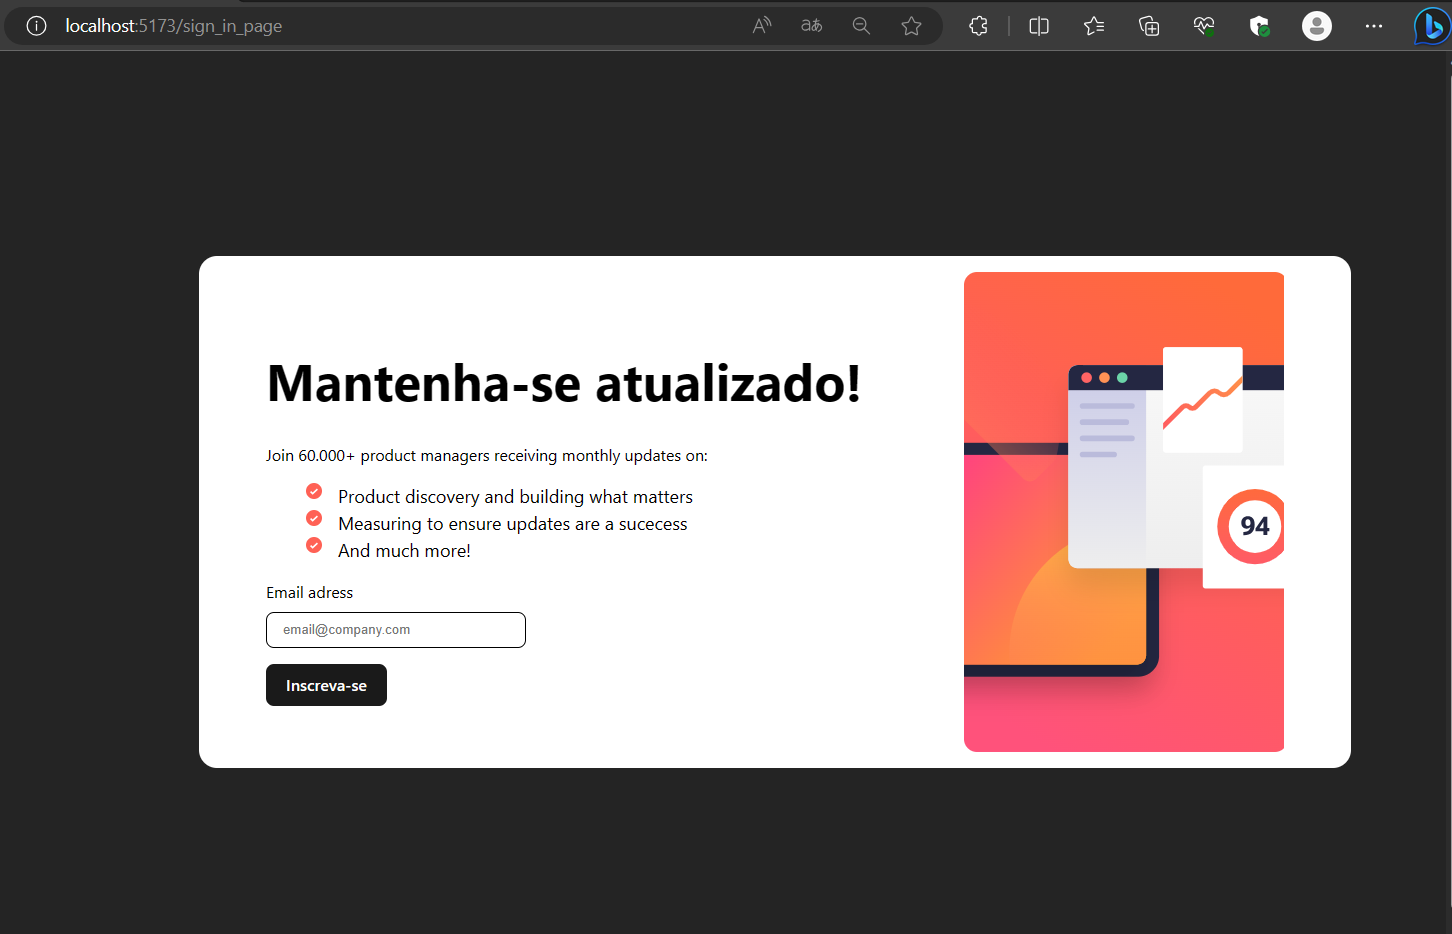 localhost:5173/sign_in_page
A
aあ
Mantenha-se atualizado!
Join 60.000+ product managers receiving monthly updates on:
Product discovery and building what matters
Measuring to ensure updates are a sucecess
And much more!
Email adress
email@company.com
Inscreva-se
94